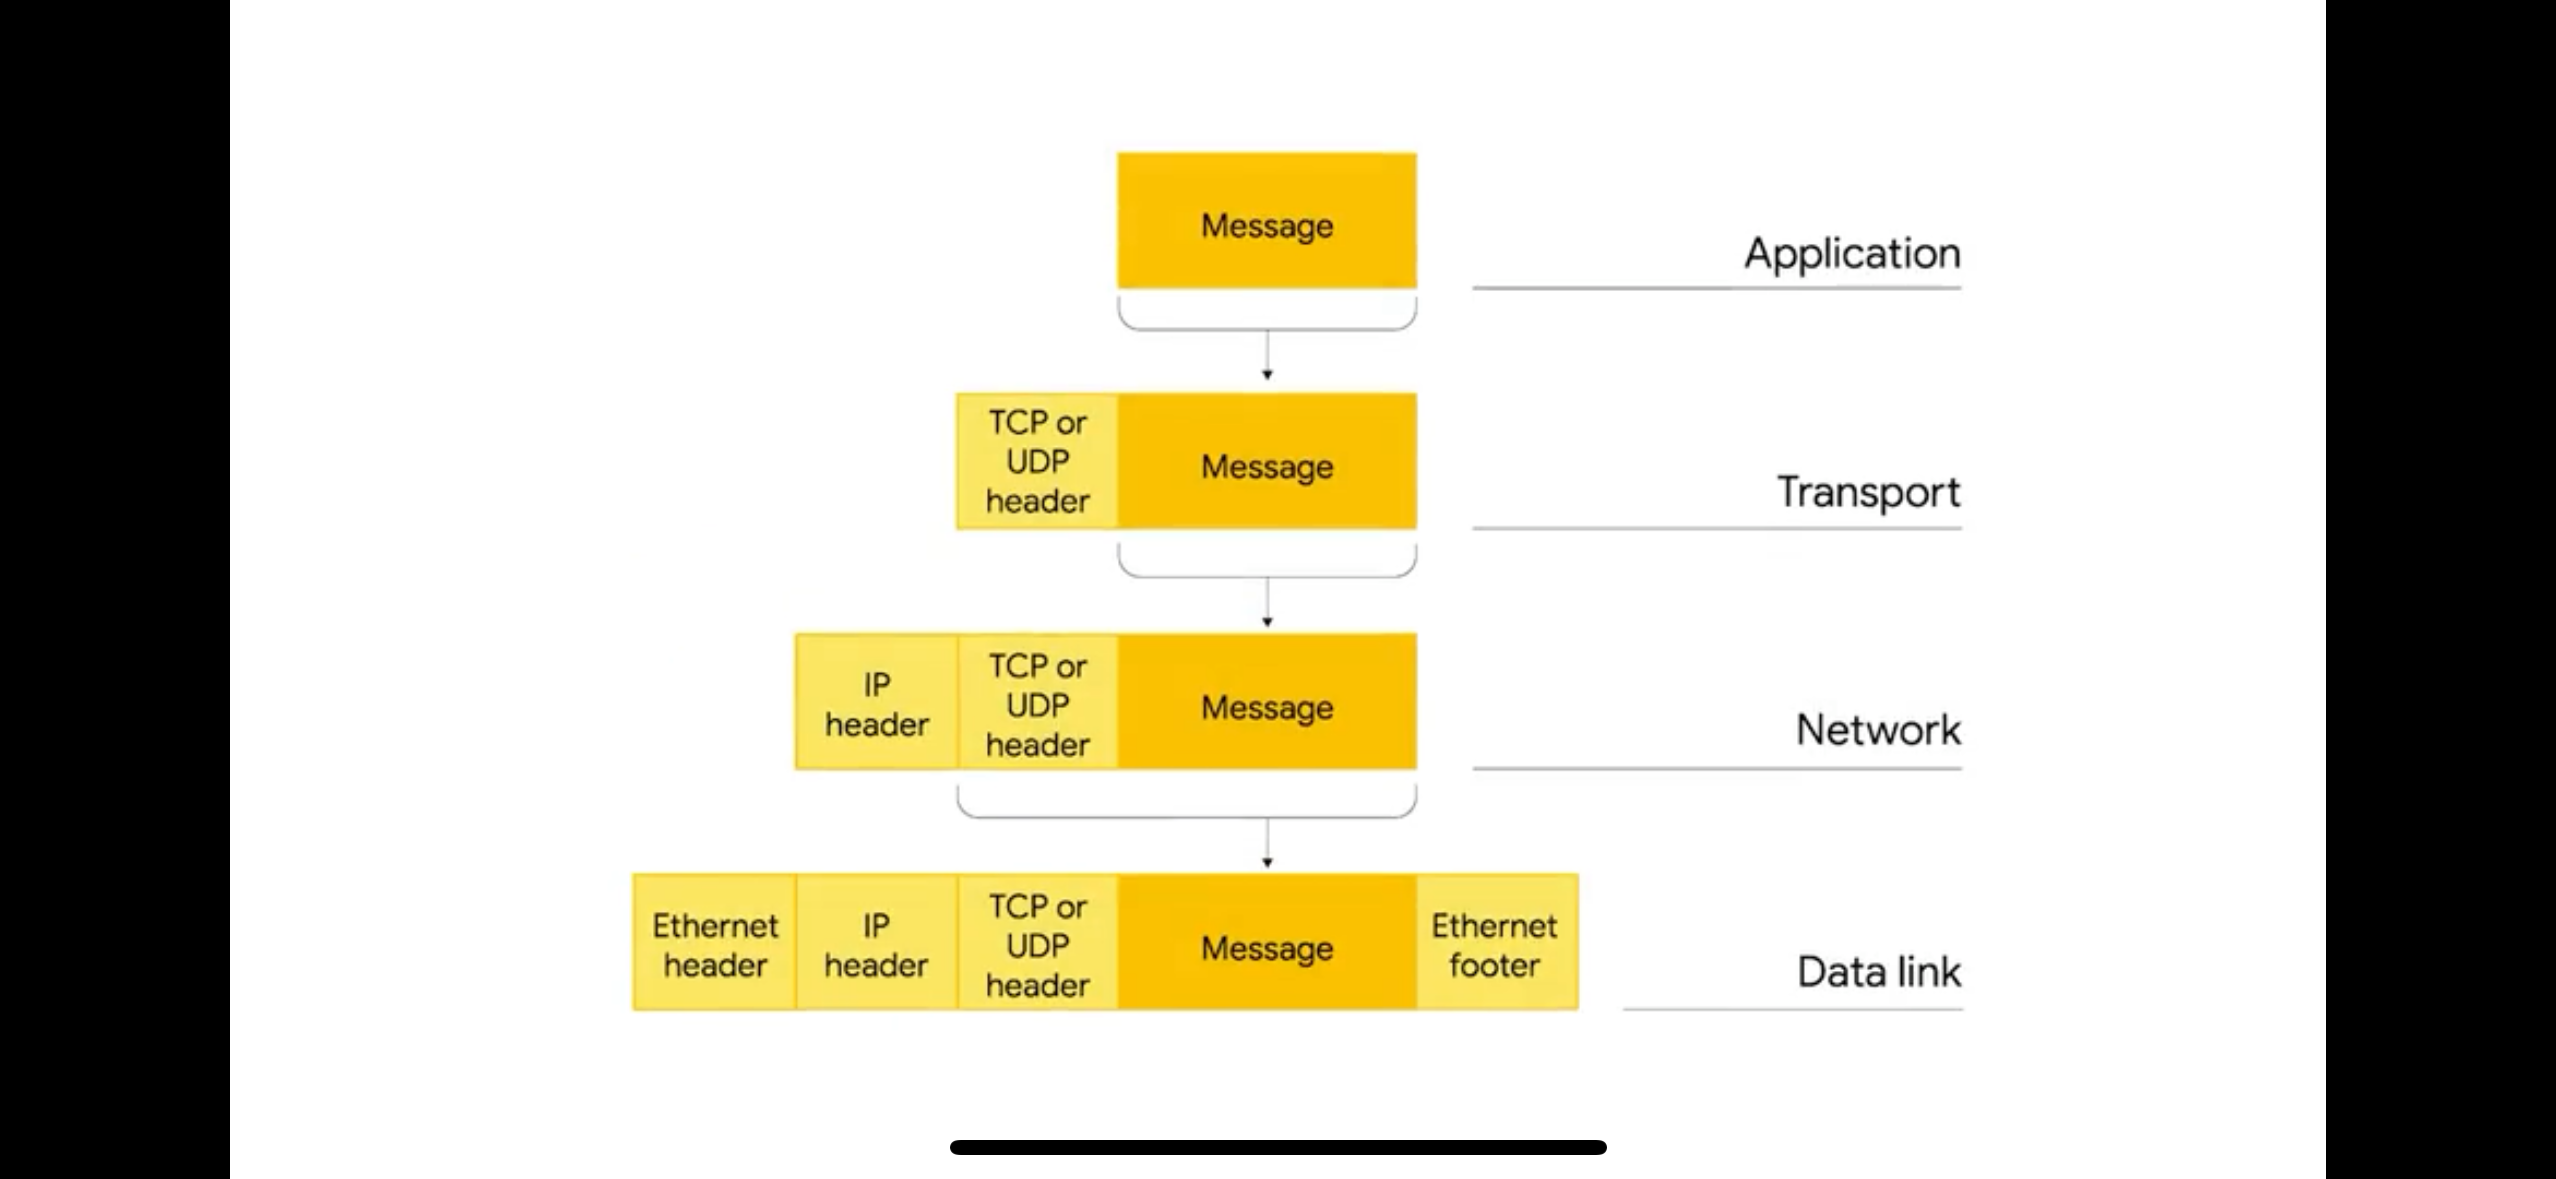 Message
Application
TCP or
UDP
header
Message
Transport
IP
header
TCP or
UDP
header
Message
Network
Ethernet
header
IP
header
TCP or
UDP
header
Message
Ethernet
footer
Data link